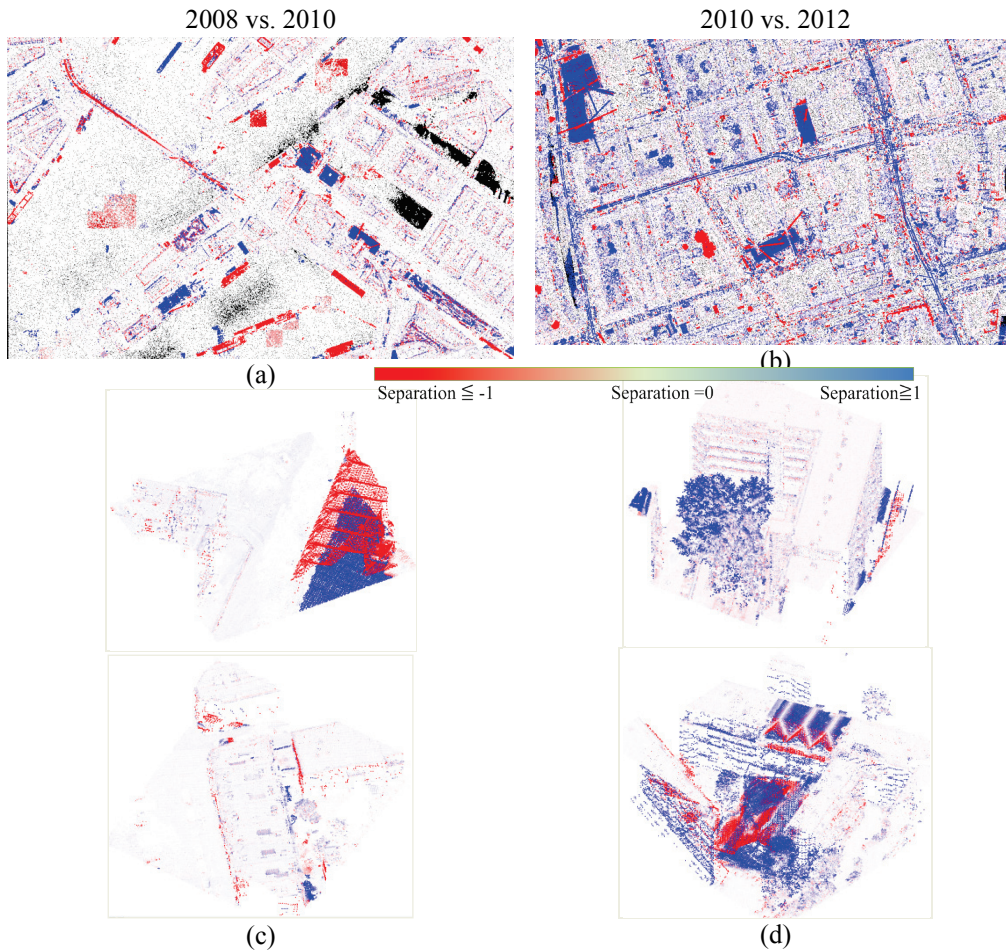 2008 vs. 2010
2010 vs. 2012
(a)
(b)
Separation ≦ -1
Separation =0
Separation≧1
(c)
(d)